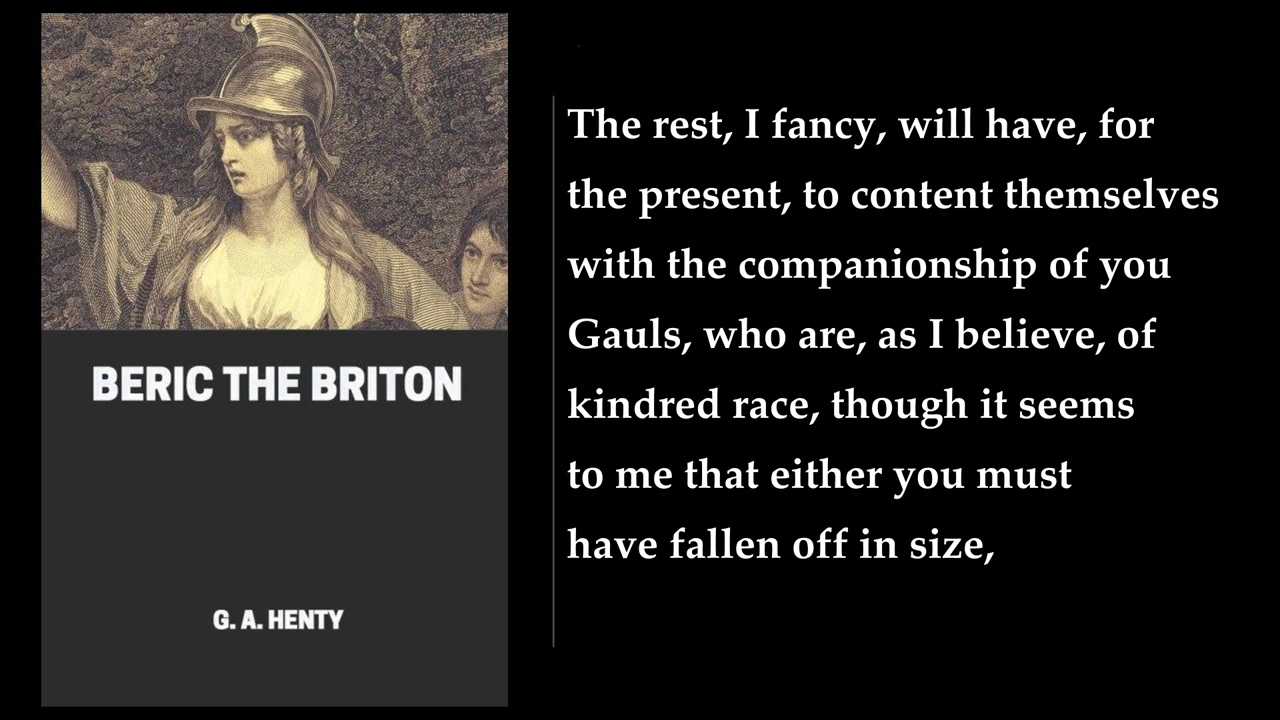 BERIC THE BRITON
G. A. HENTY
The rest, I fancy, will have, for
the present, to content themselves
with the companionship of you
Gauls, who are, as I believe, of
kindred race, though it seems
to me that either you must
have fallen off in size,